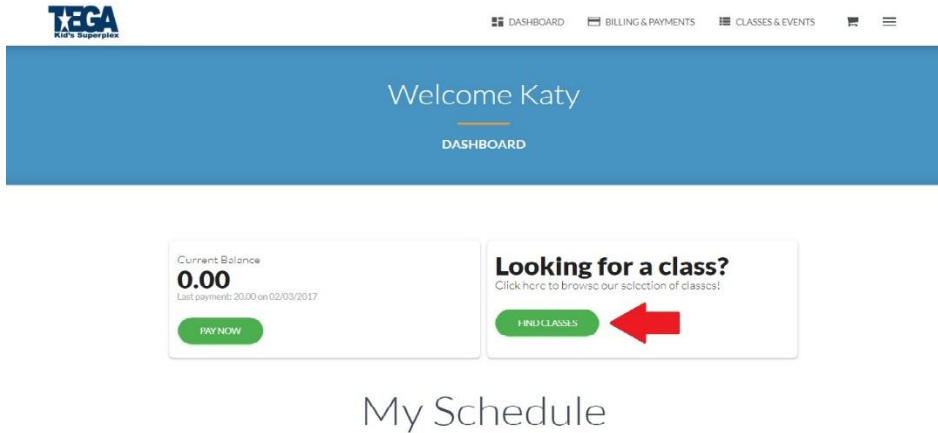 TEGA
Kid's Superplex
DASHBOARD BILLING & PAYMENTS CLASSES & EVENTS
Welcome Katy
DASHBOARD
Current Balance
0.00
Last payment: 20.00 on 02/03/2017
PAY NOW
Looking for a class?
Click here to browse our selection of classes!
FIND CLASSES
My Schedule